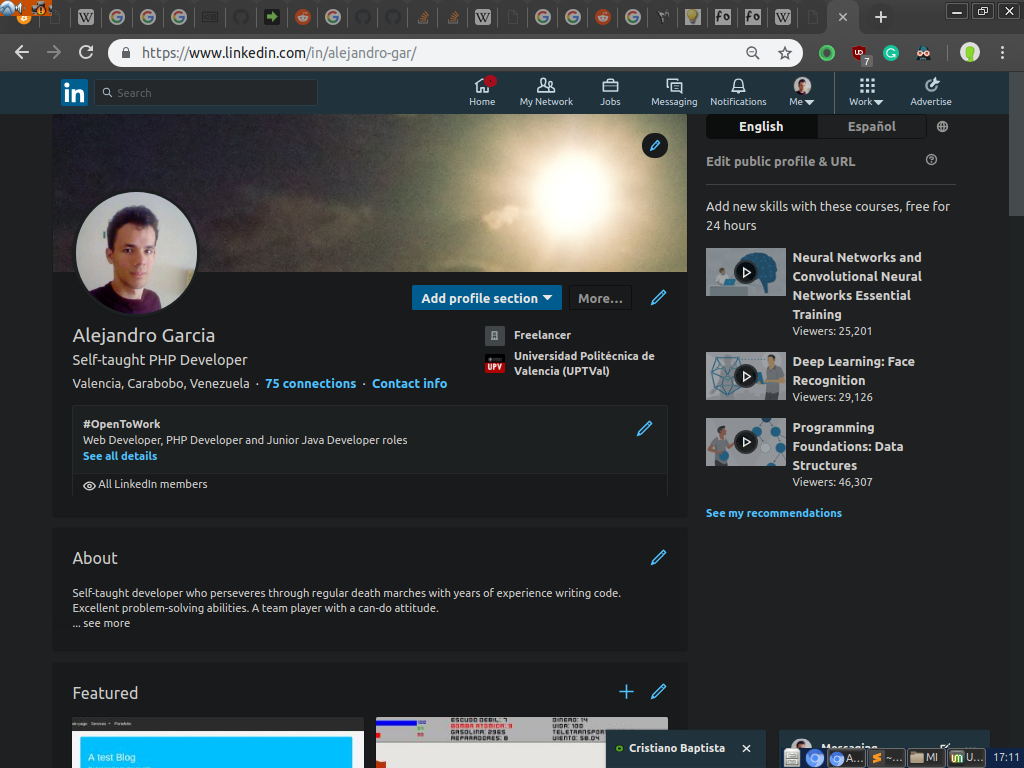 https://www.linkedin.com/in/alejandro-gar/
7
in
Search
Home
My Network
Jobs
Messaging
Notifications
Me
Work
Advertise
English
Español
Edit public profile & URL
Add new skills with these courses, free for
24 hours
Neural Networks and
Convolutional Neural
Networks Essential
Training
Viewers: 25,201
Deep Learning: Face
Recognition
Viewers: 29,126
Programming
Foundations: Data
Structures
Viewers: 46,307
See my recommendations
Add profile section
More...
Alejandro Garcia
Self-taught PHP Developer
Valencia, Carabobo, Venezuela · 75 connections · Contact info
Freelancer
UPV
Universidad Politécnica de
Valencia (UPTVal)
#OpenToWork
Web Developer, PHP Developer and Junior Java Developer roles
See all details
All LinkedIn members
About
Self-taught developer who perseveres through regular death marches with years of experience writing code.
Excellent problem-solving abilities. A team player with a can-do attitude.
... see more
Featured
A test Blog
ESCUDO DEBIL: 7
BOMBA ATOMICA: 3
GASOLINA: 2965
REPARADORES: 8
DINERO: 14
VIDA: 100
VIENTO: 58.04
Cristiano Baptista
Messaging
A...
~...
MI
U...
17:11